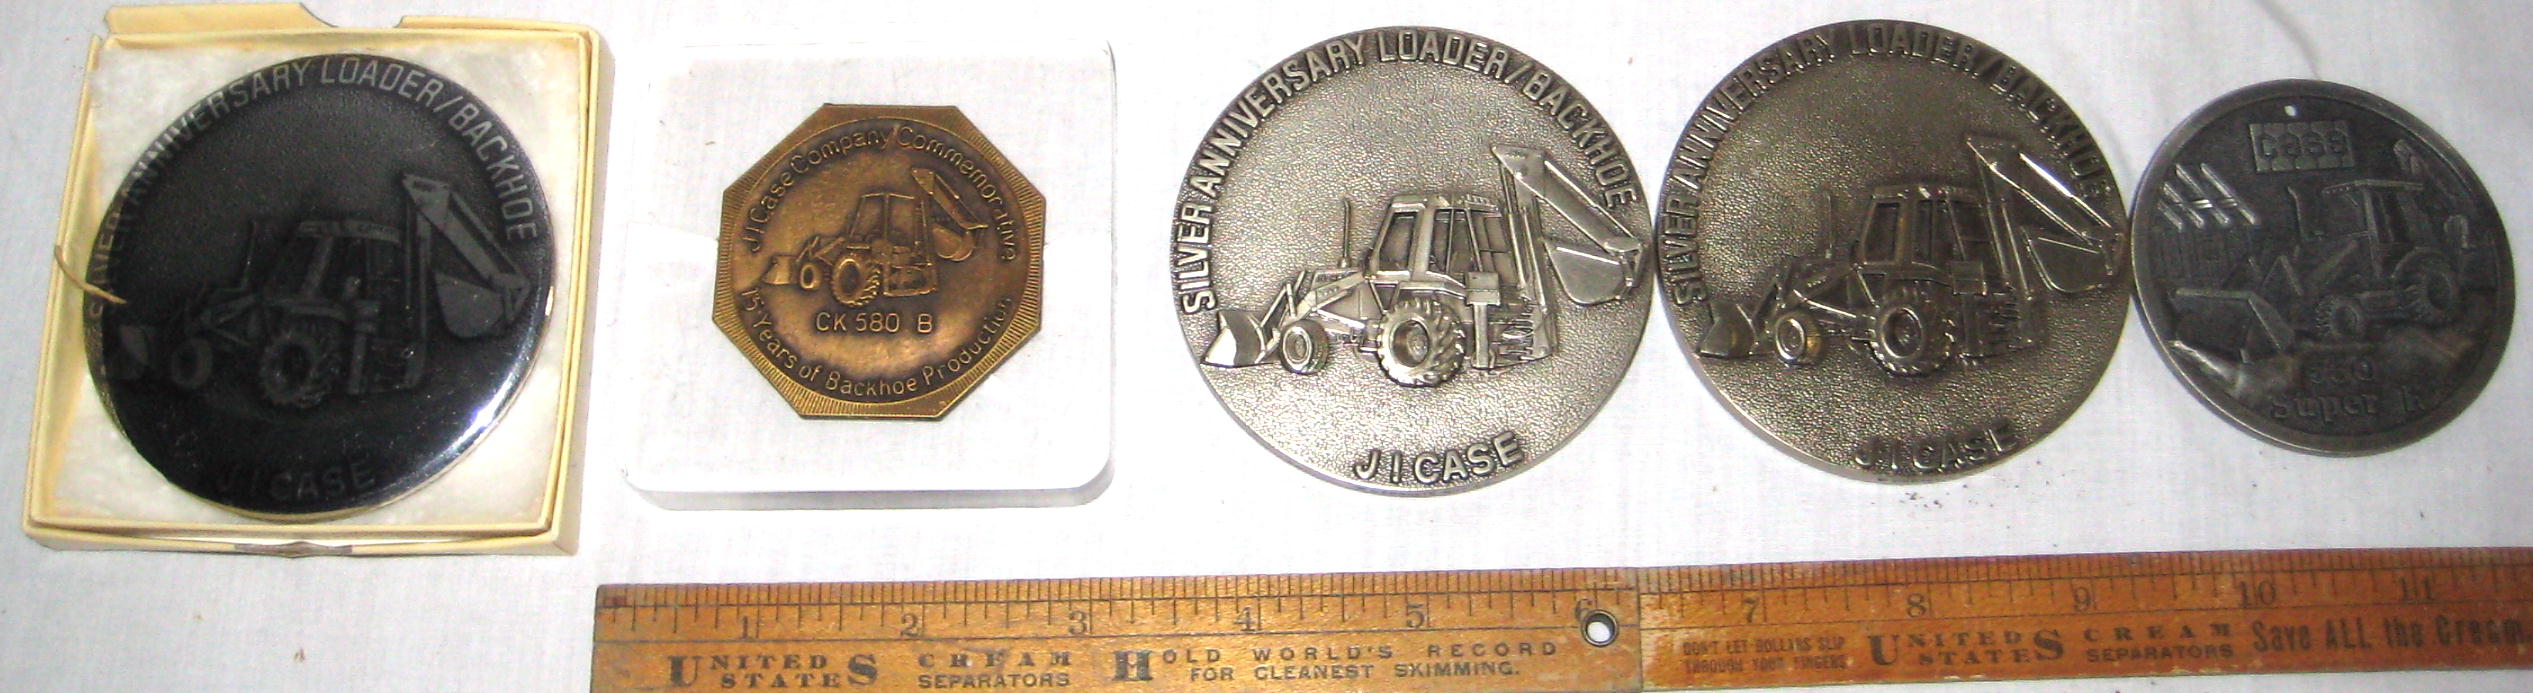 SILVER ANNIVERSARY LOADER/BACKHOE
J I CASE
J I Case Company Commemorative
CK 580 B
15 Years of Backhoe Production
SILVER ANNIVERSARY LOADER/BACKHOE
J I CASE
SILVER ANNIVERSARY LOADER/BACKHOE
J I CASE
Case
Super
1 2 3 4 5 6 7 8 9 10 11
UNITED STATES CREAM SEPARATORS HOLD WORLD'S RECORD FOR CLEANEST SKIMMING.
DON'T LET DOLLARS SLIP
THROUGH YOUR FINGERS
UNITED STATES CREAM SEPARATORS Save ALL the Cream